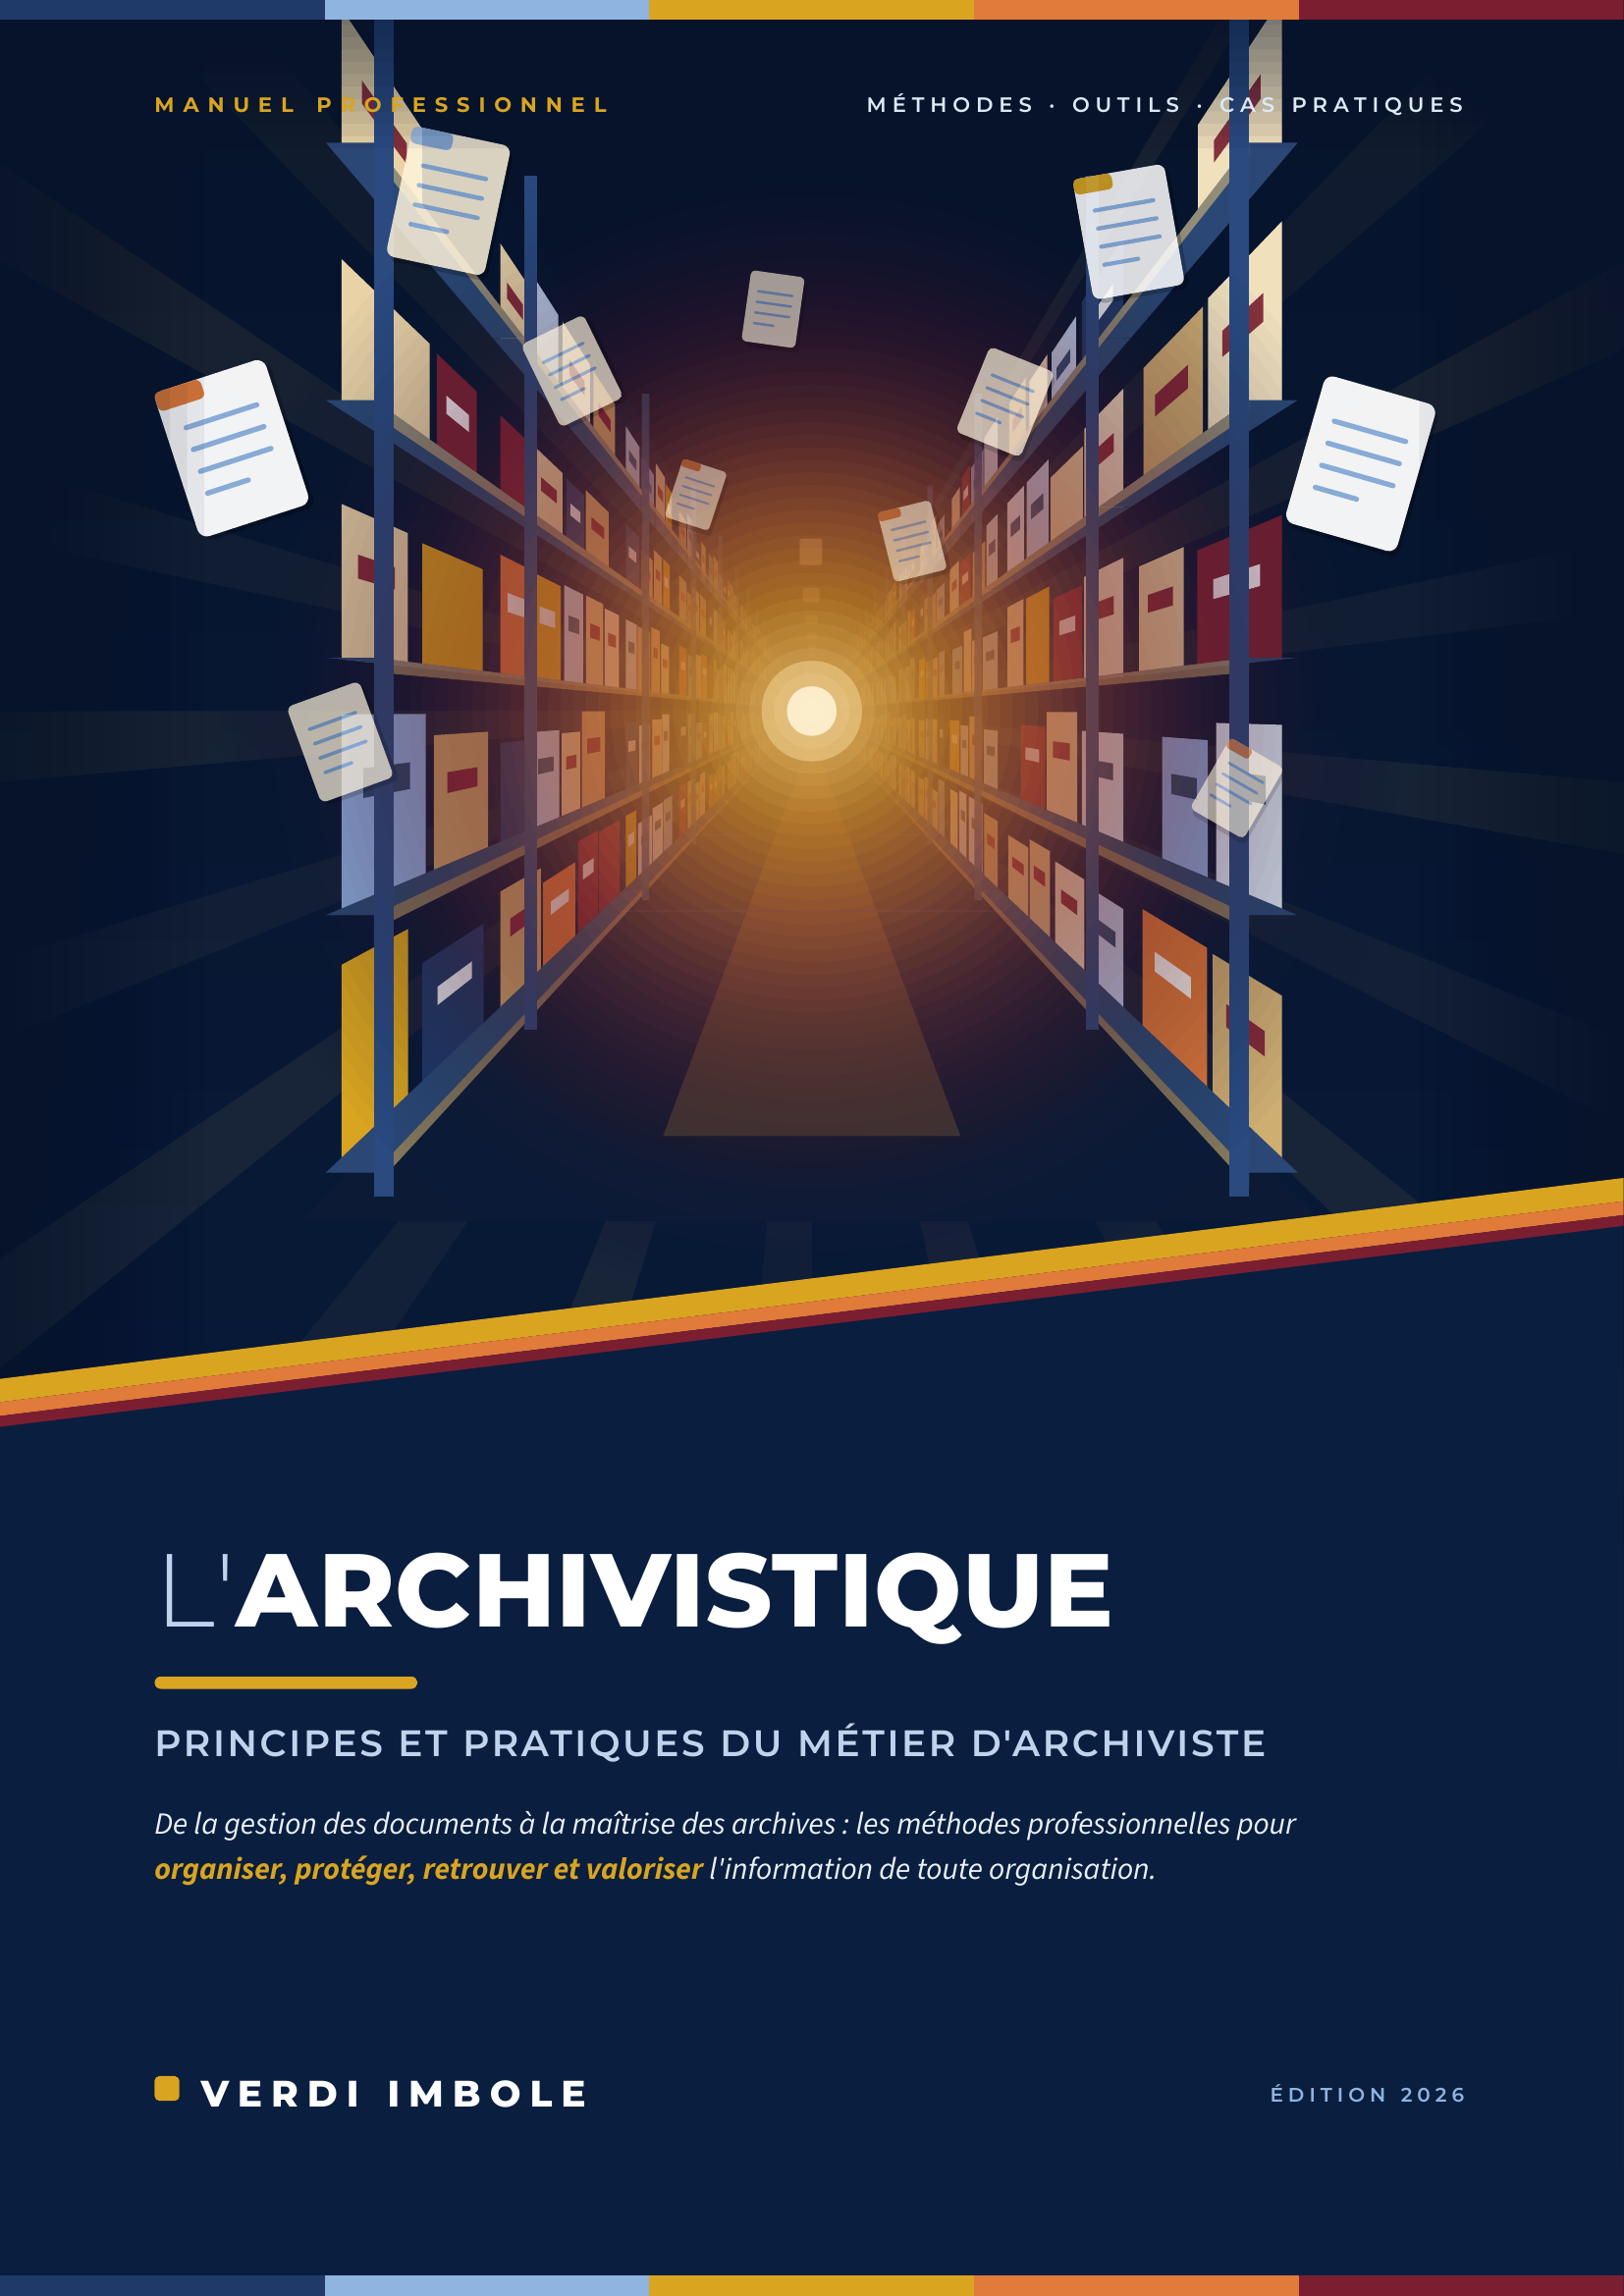 MANUEL PROFESSIONNEL
MÉTHODES · OUTILS · CAS PRATIQUES
L'ARCHIVISTIQUE
PRINCIPES ET PRATIQUES DU MÉTIER D'ARCHIVISTE
De la gestion des documents à la maîtrise des archives : les méthodes professionnelles pour
organiser, protéger, retrouver et valoriser l'information de toute organisation.
VERDI IMBOLE
ÉDITION 2026